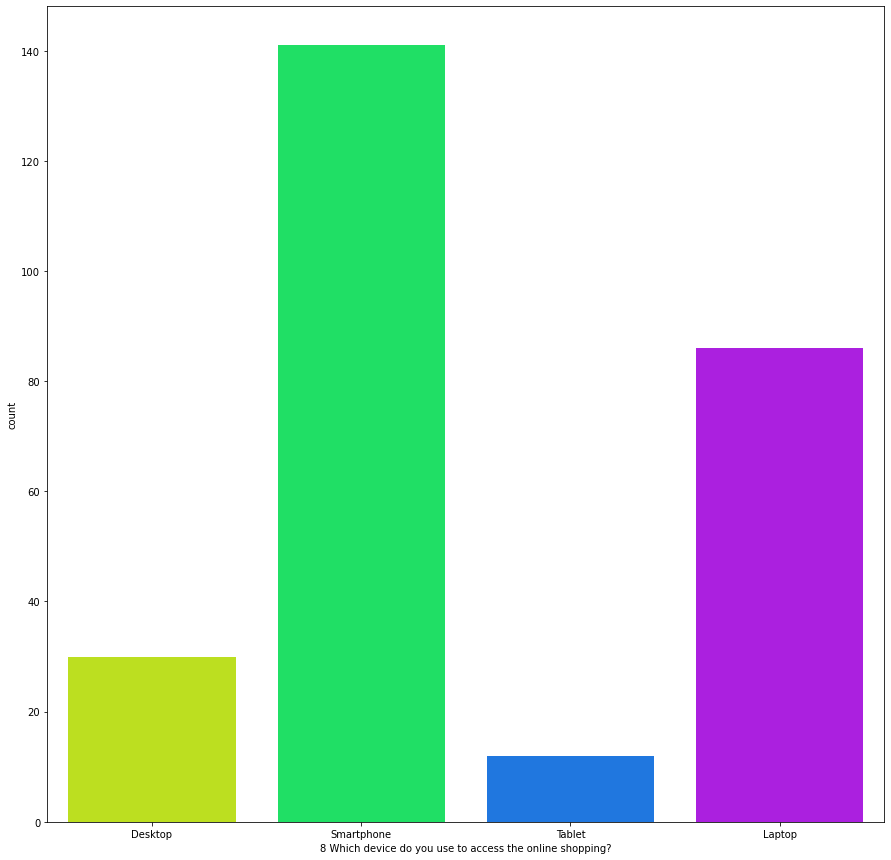 140
120
100
80
60
40
20
0
count
Desktop Smartphone Tablet Laptop
8 Which device do you use to access the online shopping?